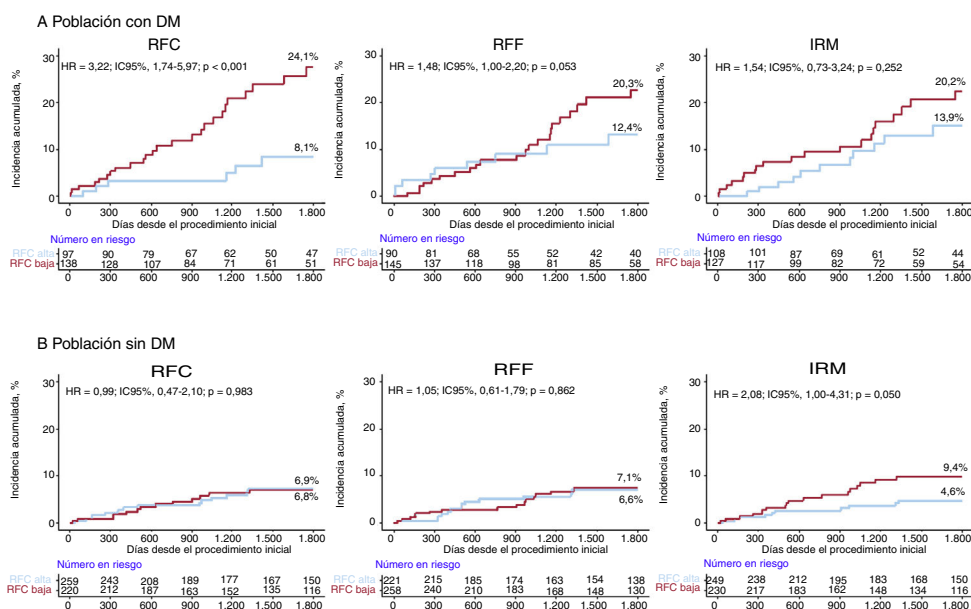 A Población con DM
RFC
RFF
IRM
Incidencia acumulada, %
30
20
10
0
HR = 3,22; IC95%, 1,74-5,97; p < 0,001
24,1%
8,1%
0 300 600 900 1.200 1.500 1.800
Días desde el procedimiento inicial
Incidencia acumulada, %
30
20
10
0
HR = 1,48; IC95%, 1,00-2,20; p = 0,053
20,3%
12,4%
0 300 600 900 1.200 1.500 1.800
Días desde el procedimiento inicial
Incidencia acumulada, %
30
20
10
0
HR = 1,54; IC95%, 0,73-3,24; p = 0,252
20,2%
13,9%
0 300 600 900 1.200 1.500 1.800
Días desde el procedimiento inicial
Número en riesgo
RFC alta 97 90 79 67 62 50 47
RFC baja 138 128 107 84 71 61 51
0 300 600 900 1.200 1.500 1.800
Número en riesgo
90 81 68 55 52 42 40
145 137 118 98 81 85 58
0 300 600 900 1.200 1.500 1.800
Número en riesgo
108 101 87 69 61 52 44
127 117 99 82 72 59 54
0 300 600 900 1.200 1.500 1.800
B Población sin DM
RFC
RFF
IRM
Incidencia acumulada, %
30
20
10
0
HR = 0,99; IC95%, 0,47-2,10; p = 0,983
6,9%
6,8%
0 300 600 900 1.200 1.500 1.800
Días desde el procedimiento inicial
Incidencia acumulada, %
30
20
10
0
HR = 1,05; IC95%, 0,61-1,79; p = 0,862
7,1%
6,6%
0 300 600 900 1.200 1.500 1.800
Días desde el procedimiento inicial
Incidencia acumulada, %
30
20
10
0
HR = 2,08; IC95%, 1,00-4,31; p = 0,050
9,4%
4,6%
0 300 600 900 1.200 1.500 1.800
Días desde el procedimiento inicial
Número en riesgo
RFC alta 259 243 208 189 177 167 150
RFC baja 220 212 187 163 152 135 116
0 300 600 900 1.200 1.500 1.800
Número en riesgo
RFC alta 221 215 185 174 163 154 138
RFC baja 258 240 210 183 168 148 130
0 300 600 900 1.200 1.500 1.800
Número en riesgo
RFC alta 249 238 212 195 183 168 150
RFC baja 230 217 183 162 148 134 116
0 300 600 900 1.200 1.500 1.800